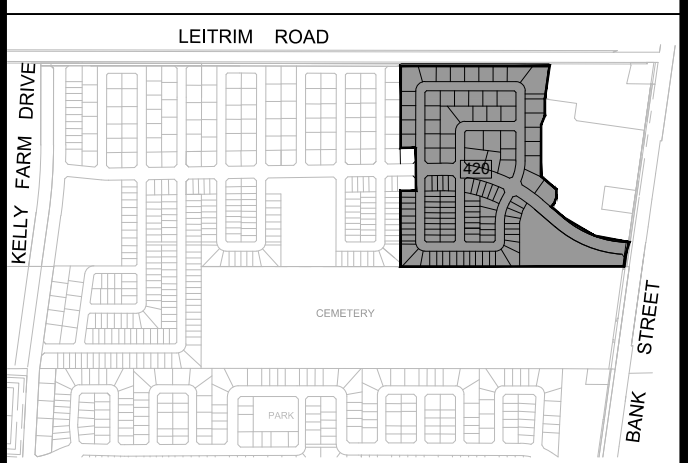 LEITRIM ROAD
KELLY FARM DRIVE
420
CEMETERY
PARK
BANK STREET